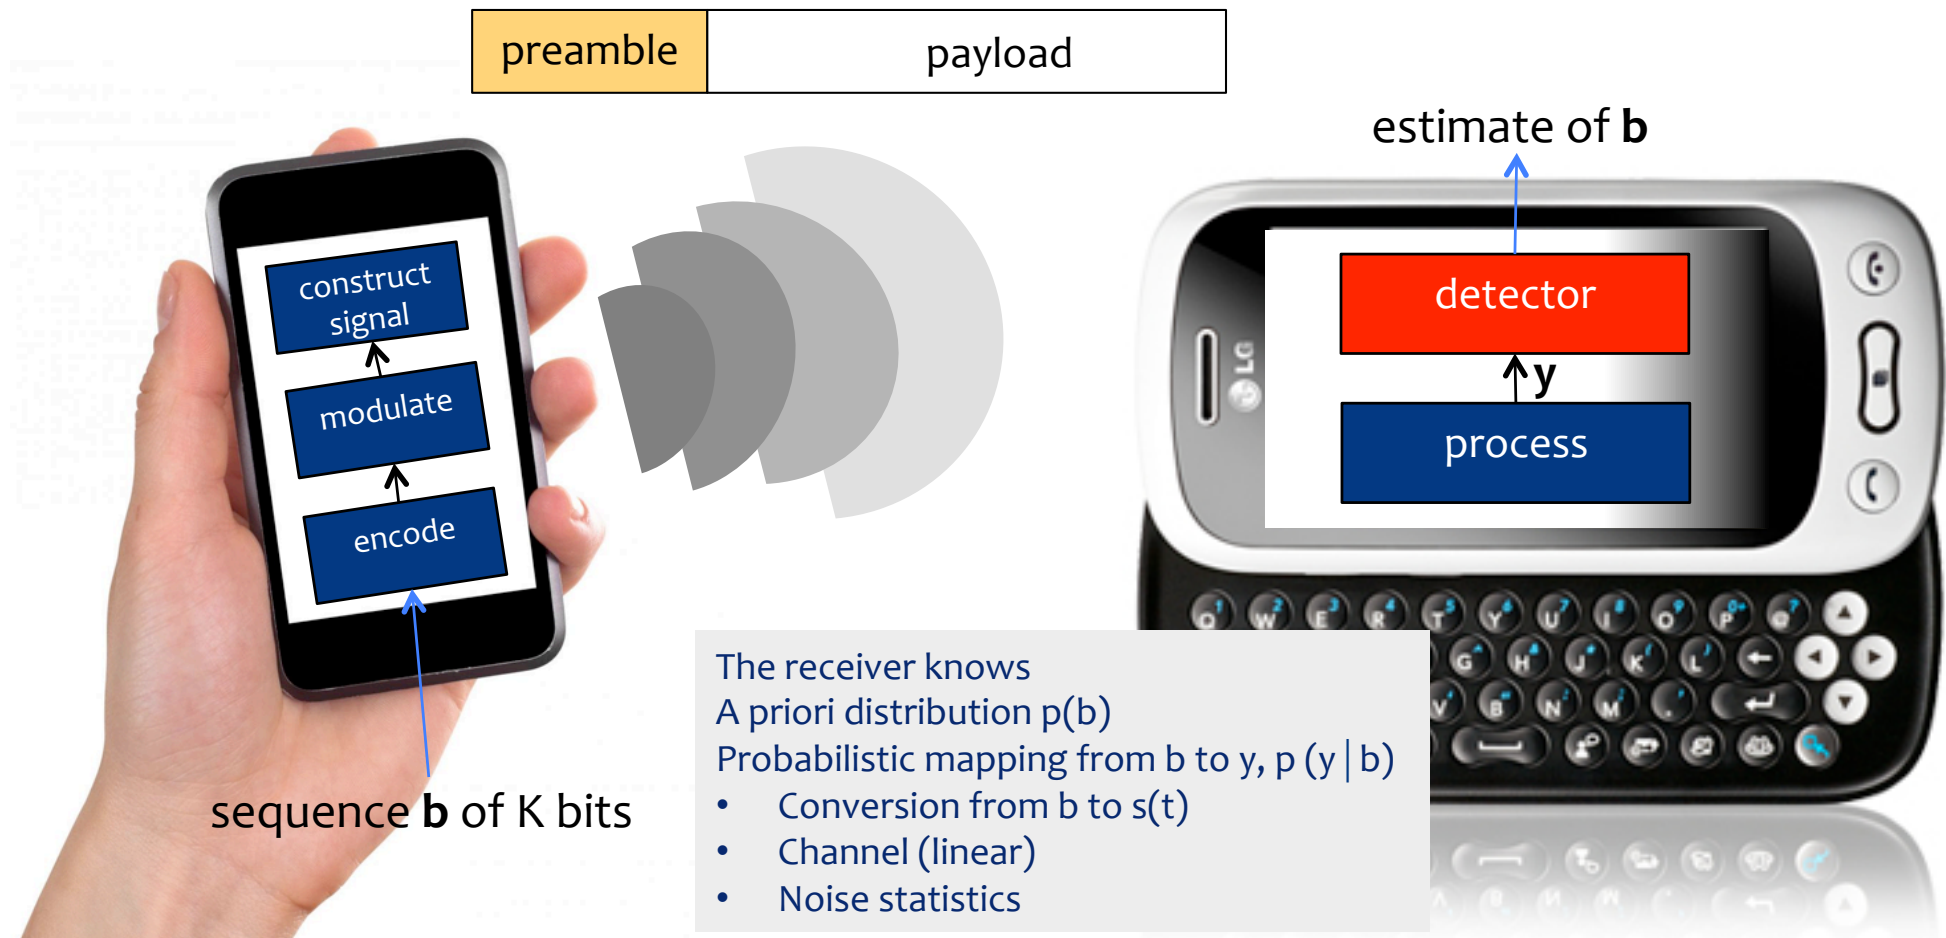 preamble
payload
estimate of b
construct
signal
modulate
encode
detector
y
process
LG
Q W E R T Y U I O P @
G H J K L
V B N M .
sequence b of K bits
The receiver knows
A priori distribution p(b)
Probabilistic mapping from b to y, p (y|b)
• Conversion from b to s(t)
• Channel (linear)
• Noise statistics